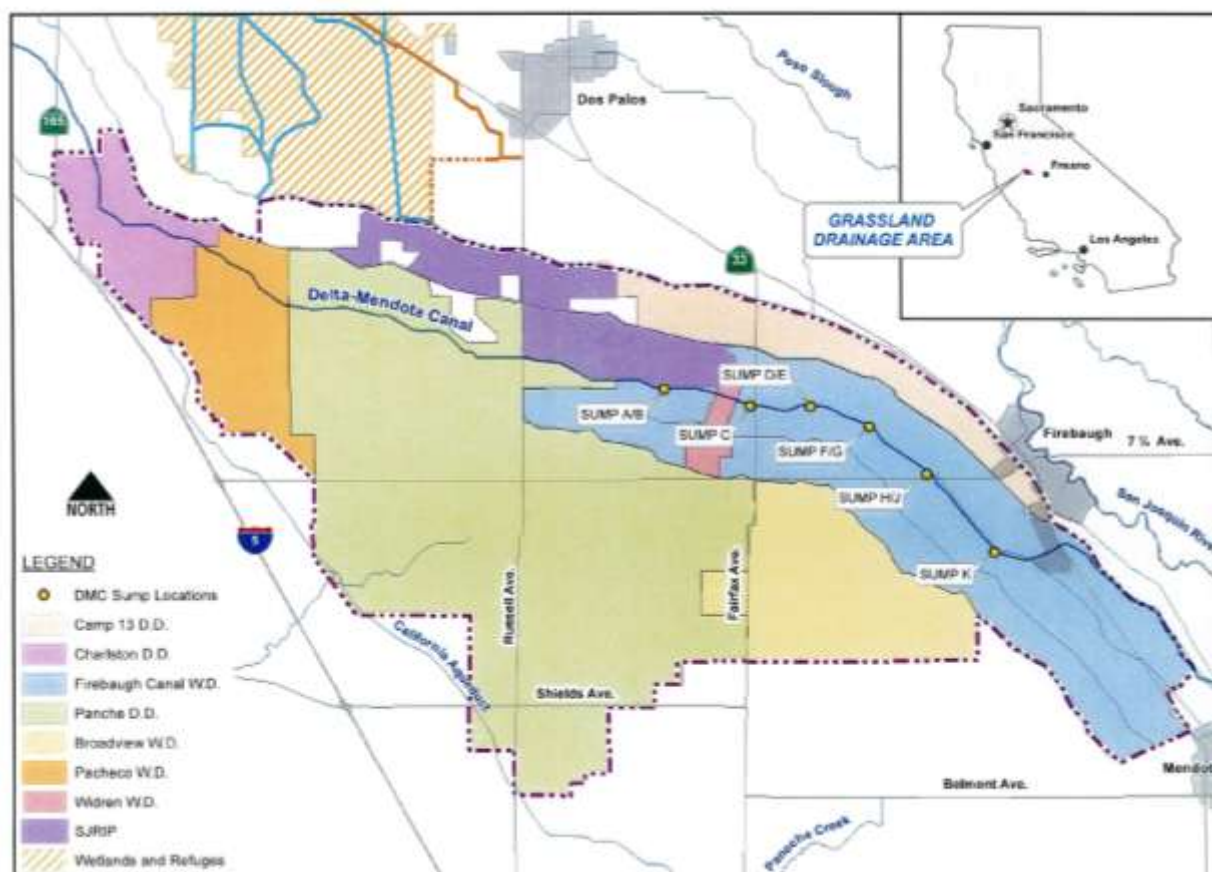 165
Dos Palos
Poso Slough
Sacramento
San Francisco
Fresno
GRASSLAND
DRAINAGE AREA
Los Angeles
33
Delta-Mendota Canal
SUMP D/E
SUMP A/B
SUMP C
SUMP F/G
SUMP H/J
SUMP K
Firebaugh
7 ½ Ave.
San Joaquin Rive
NORTH
5
Russell Ave.
Fairfax Ave.
California Aqueduct
Shields Ave.
Belmont Ave.
Mendot
Panoche Creek
LEGEND
DMC Sump Locations
Camp 13 D.D.
Charlston D.D.
Firebaugh Canal W.D.
Panche D.D.
Broadview W.D.
Pacheco W.D.
Widren W.D.
SJRIP
Wetlands and Refuges